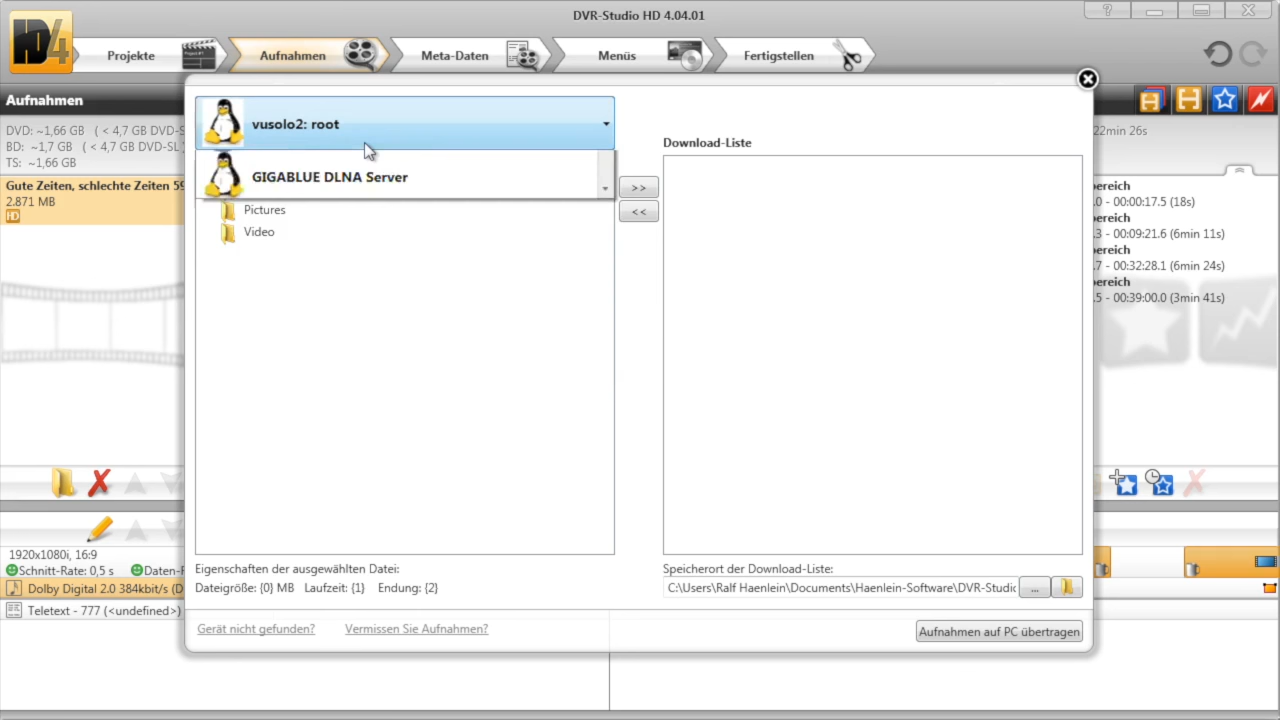 DVR-Studio HD 4.04.01
HD4
Projekte
Aufnahmen
Meta-Daten
Menüs
Fertigstellen
Aufnahmen
DVD: ~1,66 GB ( < 4,7 GB DVD-S
BD: ~1,7 GB ( < 4,7 GB DVD-SL
TS: ~1,66 GB
22min 26s
Gute Zeiten, schlechte Zeiten 59
2.871 MB
HD
vusolo2: root
GIGABLUE DLNA Server
Pictures
Video
>>
<<
Download-Liste
bereich
.0 - 00:00:17.5 (18s)
bereich
.3 - 00:09:21.6 (6min 11s)
bereich
.7 - 00:32:28.1 (6min 24s)
bereich
.5 - 00:39:00.0 (3min 41s)
1920x1080i, 16:9
Schnitt-Rate: 0,5 s Daten-R
Dolby Digital 2.0 384kbit/s (D
Teletext - 777 (<undefined>)
Eigenschaften der ausgewählten Datei:
Dateigröße: {0} MB Laufzeit: {1} Endung: {2}
Speicherort der Download-Liste:
C:\Users\Ralf Haenlein\Documents\Haenlein-Software\DVR-Studic
...
Gerät nicht gefunden?
Vermissen Sie Aufnahmen?
Aufnahmen auf PC übertragen